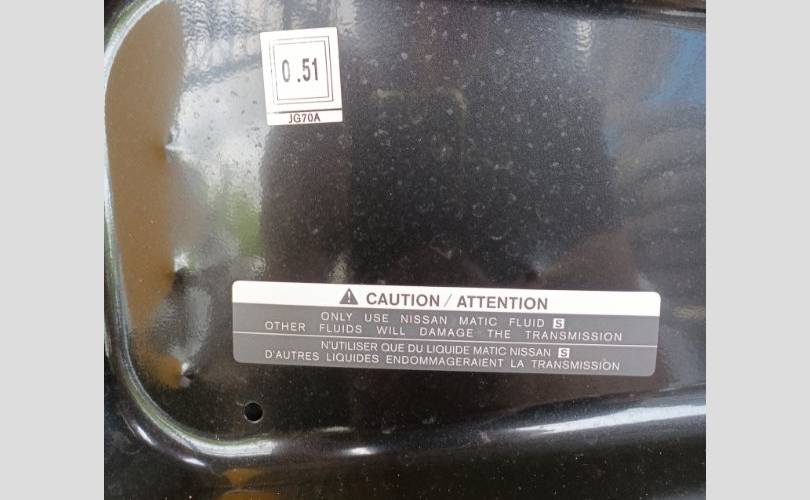 0.51
JG70A
CAUTION / ATTENTION
ONLY USE NISSAN MATIC FLUID S
OTHER FLUIDS WILL DAMAGE THE TRANSMISSION
N'UTILISER QUE DU LIQUIDE MATIC NISSAN S
D'AUTRES LIQUIDES ENDOMMAGERAIENT LA TRANSMISSION